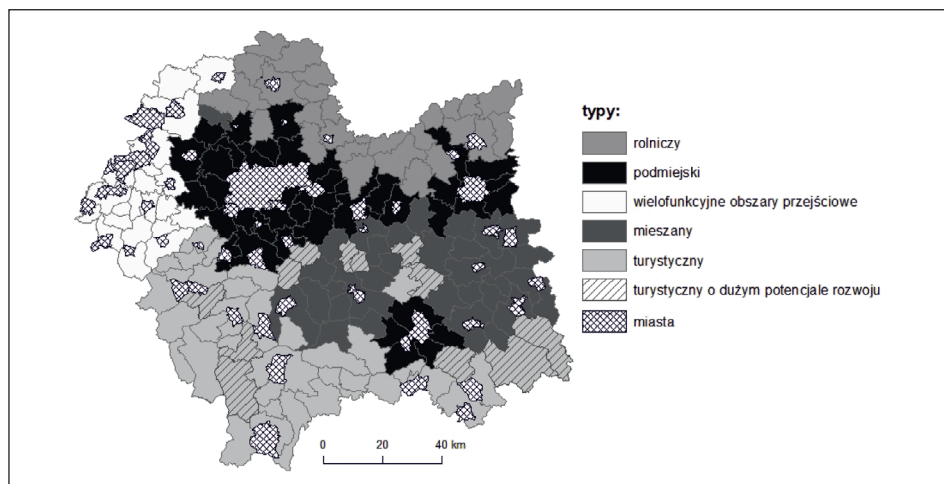 typy:
rolniczy
podmiejski
wielofunkcyjne obszary przejściowe
mieszany
turystyczny
turystyczny o dużym potencjale rozwoju
miasta
0 20 40 km